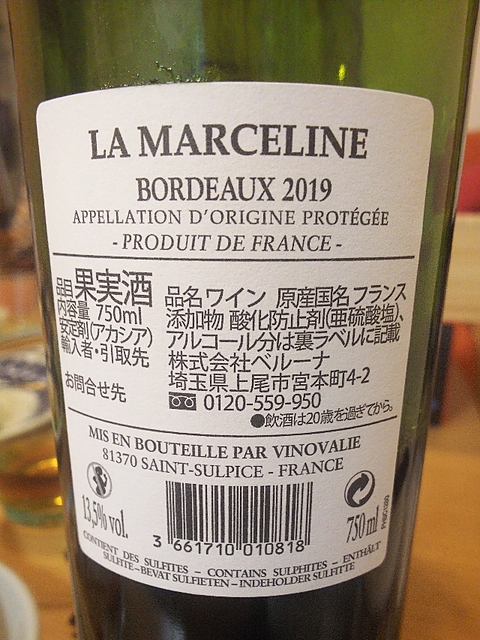 LA MARCELINE
BORDEAUX 2019
APPELLATION D'ORIGINE PROTÉGÉE
- PRODUIT DE FRANCE -
品目果実酒 品名ワイン 原産国名フランス
内容量 750ml 添加物 酸化防止剤(亜硫酸塩)、
安定剤(アカシア) アルコール分は裏ラベルに記載
輸入者・引取先 株式会社ベルーナ
埼玉県上尾市宮本町4-2
お問合せ先 0120-559-950
●飲酒は20歳を過ぎてから。
MIS EN BOUTEILLE PAR VINOVALIE
81370 SAINT-SULPICE - FRANCE
13,5% vol.
3 661710 010818
750 ml
CONTIENT DES SULFITES - CONTAINS SULPHITES - ENTHÄLT
SULFITE - BEVAT SULFIETEN - INDEHOLDER SULFITTE